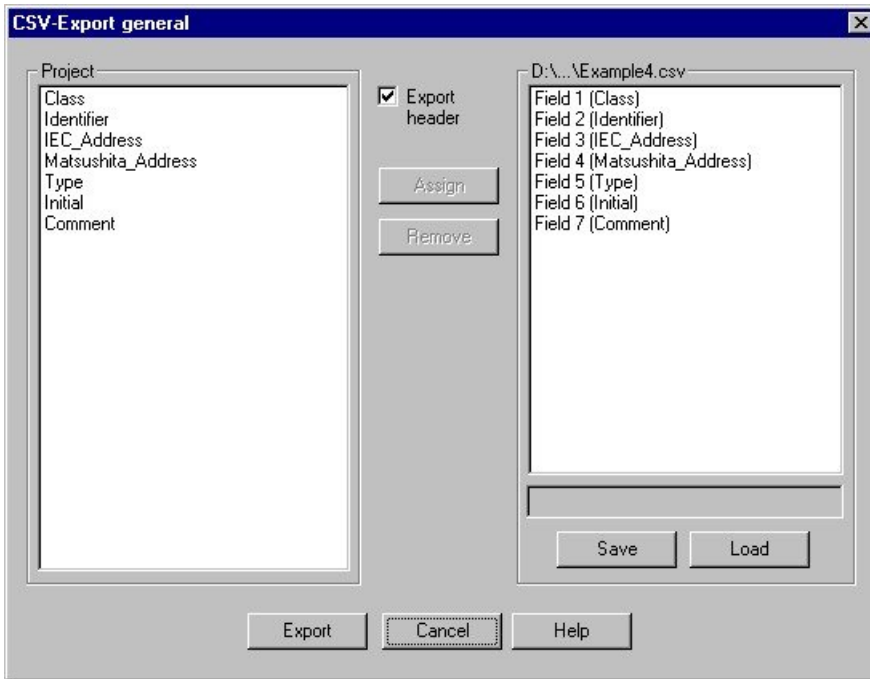 CSV-Export general
Project
Class
Identifier
IEC_Address
Matsushita_Address
Type
Initial
Comment
Export
header
Assign
Remove
D:\...\Example4.csv
Field 1 (Class)
Field 2 (Identifier)
Field 3 (IEC_Address)
Field 4 (Matsushita_Address)
Field 5 (Type)
Field 6 (Initial)
Field 7 (Comment)
Save
Load
Export
Cancel
Help